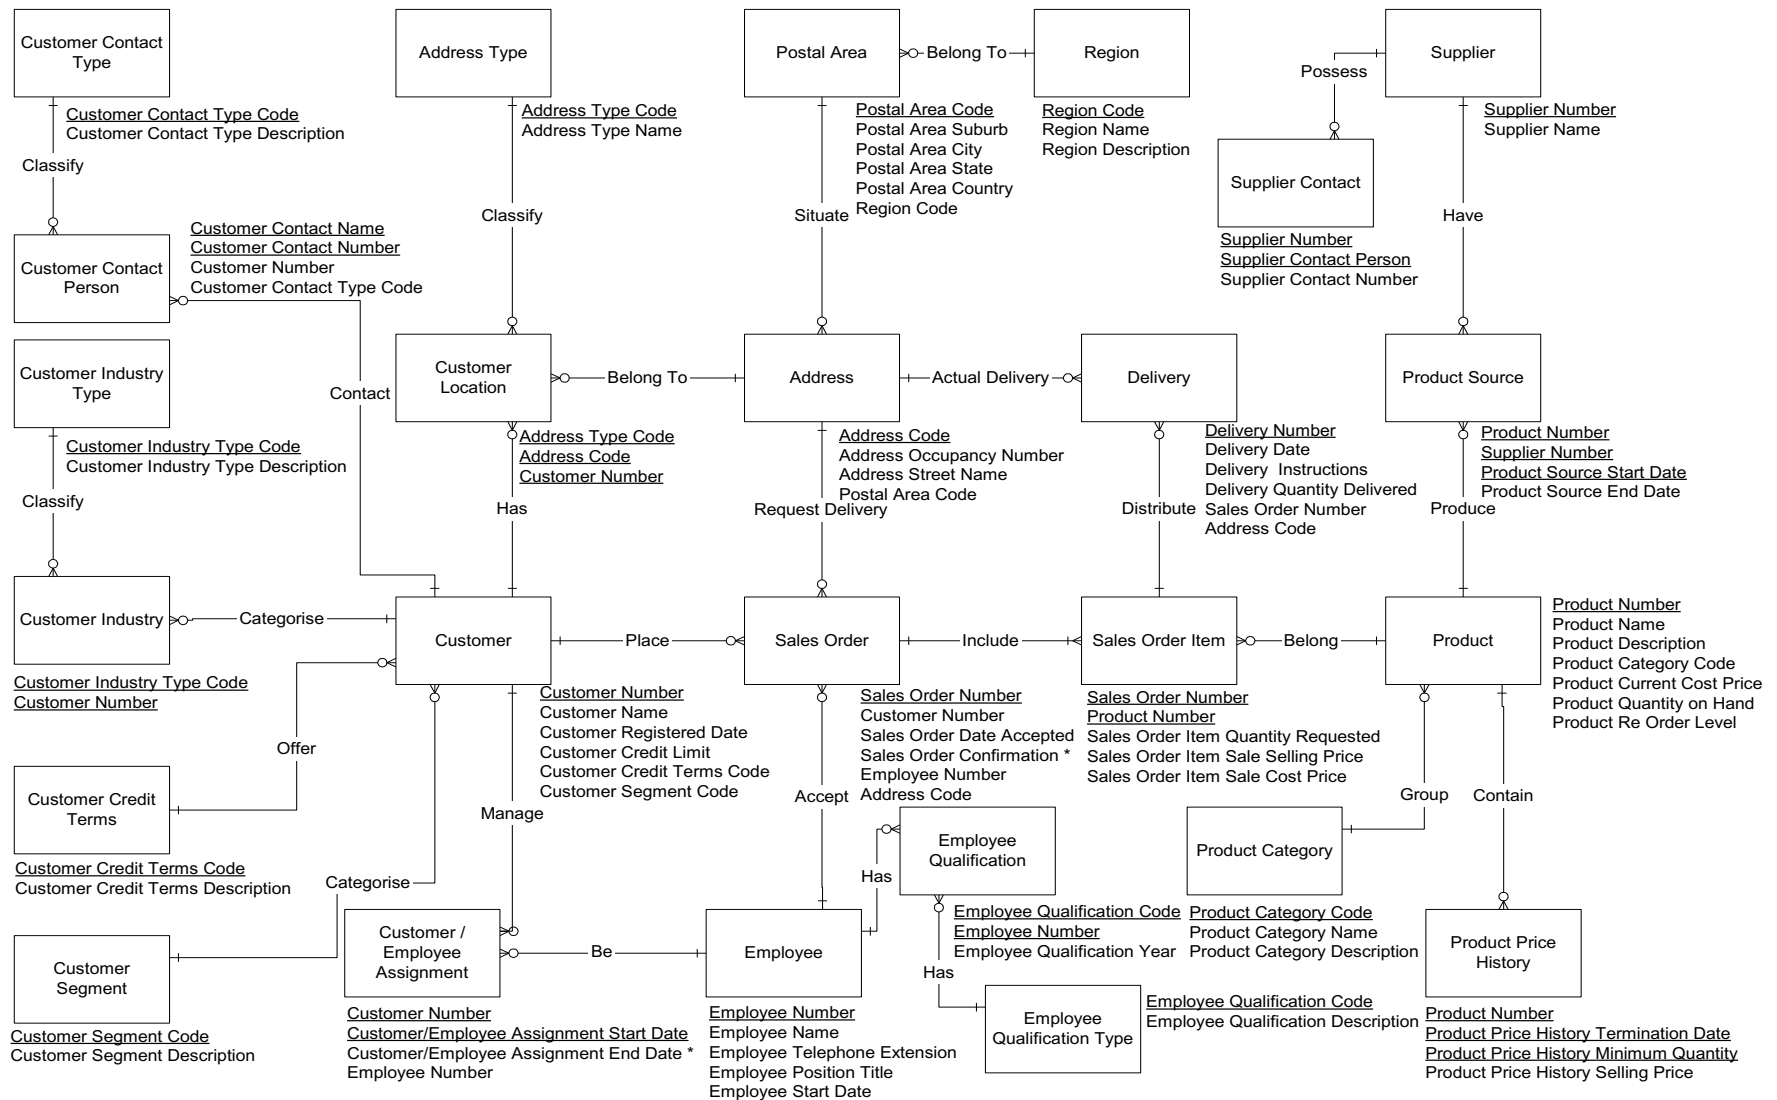 Customer Contact
Type
Address Type
Postal Area
Belong To
Region
Possess
Supplier
Customer Contact Type Code
Customer Contact Type Description
Address Type Code
Address Type Name
Postal Area Code
Postal Area Suburb
Postal Area City
Postal Area State
Postal Area Country
Region Code
Region Code
Region Name
Region Description
Supplier Number
Supplier Name
Classify
Classify
Situate
Supplier Contact
Have
Supplier Number
Supplier Contact Person
Supplier Contact Number
Customer Contact
Person
Customer Contact Name
Customer Contact Number
Customer Number
Customer Contact Type Code
Customer Industry
Type
Contact
Customer
Location
Belong To
Address
Actual Delivery
Delivery
Product Source
Customer Industry Type Code
Customer Industry Type Description
Address Type Code
Address Code
Customer Number
Address Code
Address Occupancy Number
Address Street Name
Postal Area Code
Delivery Number
Delivery Date
Delivery  Instructions
Delivery Quantity Delivered
Sales Order Number
Address Code
Product Number
Supplier Number
Product Source Start Date
Product Source End Date
Classify
Has
Request Delivery
Distribute
Produce
Customer Industry
Categorise
Customer
Place
Sales Order
Include
Sales Order Item
Belong
Product
Product Number
Product Name
Product Description
Product Category Code
Product Current Cost Price
Product Quantity on Hand
Product Re Order Level
Customer Industry Type Code
Customer Number
Customer Number
Customer Name
Customer Registered Date
Customer Credit Limit
Customer Credit Terms Code
Customer Segment Code
Sales Order Number
Customer Number
Sales Order Date Accepted
Sales Order Confirmation *
Employee Number
Address Code
Sales Order Number
Product Number
Sales Order Item Quantity Requested
Sales Order Item Sale Selling Price
Sales Order Item Sale Cost Price
Offer
Manage
Accept
Group
Contain
Customer Credit
Terms
Customer Credit Terms Code
Customer Credit Terms Description
Categorise
Has
Employee
Qualification
Product Category
Employee Qualification Code
Employee Number
Employee Qualification Year
Product Category Code
Product Category Name
Product Category Description
Customer
Segment
Customer /
Employee
Assignment
Be
Employee
Has
Product Price
History
Customer Segment Code
Customer Segment Description
Customer Number
Customer/Employee Assignment Start Date
Customer/Employee Assignment End Date *
Employee Number
Employee Number
Employee Name
Employee Telephone Extension
Employee Position Title
Employee Start Date
Employee
Qualification Type
Employee Qualification Code
Employee Qualification Description
Product Number
Product Price History Termination Date
Product Price History Minimum Quantity
Product Price History Selling Price